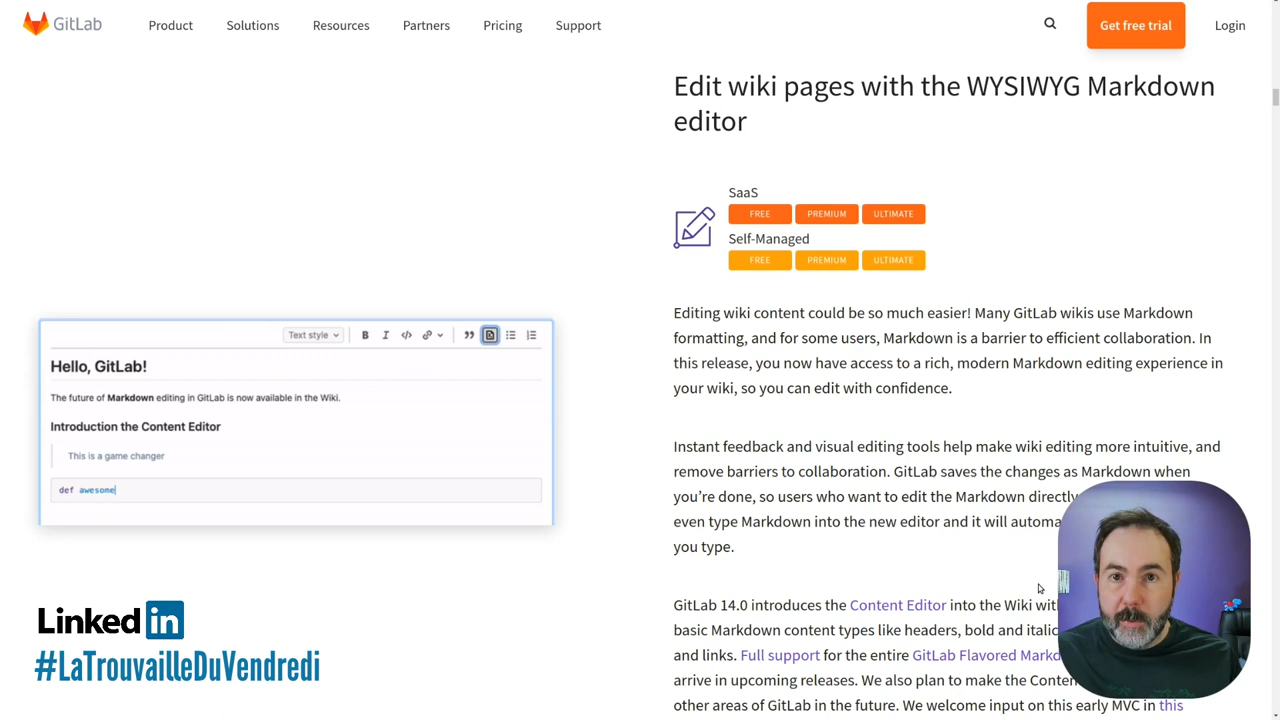 GitLab
Product
Solutions
Resources
Partners
Pricing
Support
Get free trial
Login
Edit wiki pages with the WYSIWYG Markdown
editor
SaaS
FREE PREMIUM ULTIMATE
Self-Managed
FREE PREMIUM ULTIMATE
Editing wiki content could be so much easier! Many GitLab wikis use Markdown
formatting, and for some users, Markdown is a barrier to efficient collaboration. In
this release, you now have access to a rich, modern Markdown editing experience in
your wiki, so you can edit with confidence.
Instant feedback and visual editing tools help make wiki editing more intuitive, and
remove barriers to collaboration. GitLab saves the changes as Markdown when
you’re done, so users who want to edit the Markdown directly
even type Markdown into the new editor and it will
you type.
GitLab 14.0 introduces the Content Editor into the Wiki
basic Markdown content types like headers, bold and
and links. Full support for the entire GitLab Flavored
arrive in upcoming releases. We also plan to make the
other areas of GitLab in the future. We welcome input on this early MVC in this
Text style B I
Hello, GitLab!
The future of Markdown editing in GitLab is now available in the Wiki.
Introduction the Content Editor
This is a game changer
def awesome
Linked in
#LaTrouvailleDuVendredi